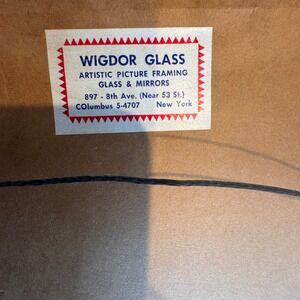 WIGDOR GLASS
ARTISTIC PICTURE FRAMING
GLASS & MIRRORS
897 - 8th Ave. (Near 53 St.)
COlumbus 5-4707 New York